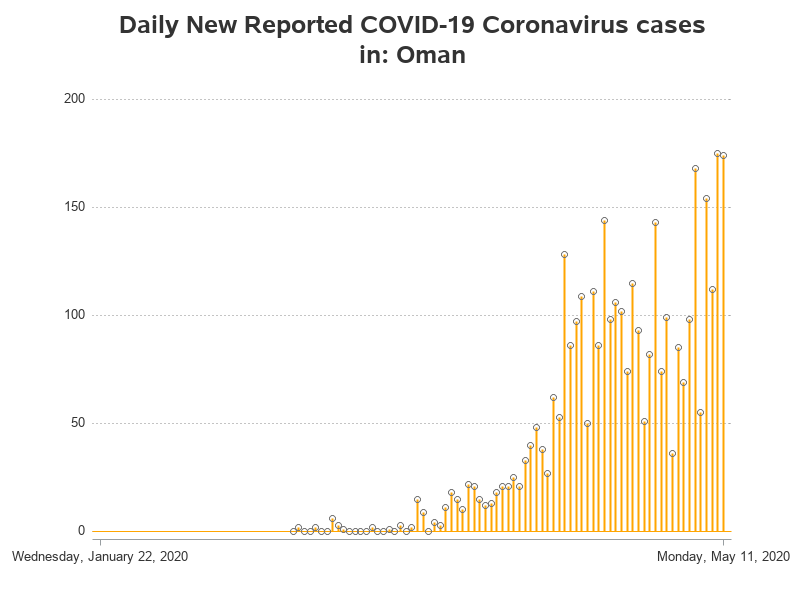 Daily New Reported COVID-19 Coronavirus cases
in: Oman
200
150
100
50
0
Wednesday, January 22, 2020
Monday, May 11, 2020